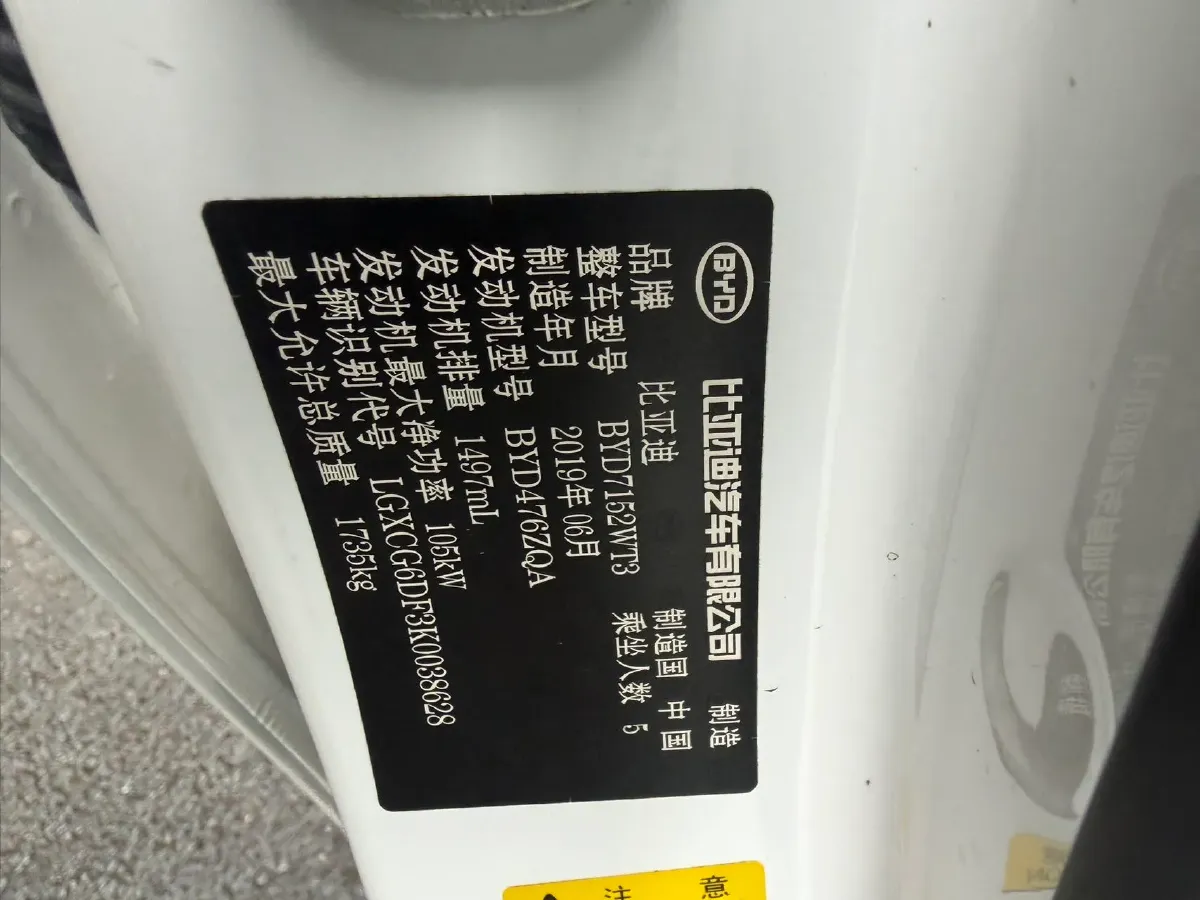 BYD 比亚迪汽车有限公司 制造
品牌 比亚迪 制造国 中国
整车型号 BYD7152WT3 乘坐人数 5
制造年月 2019年06月
发动机型号 BYD476ZQA
发动机排量 1497mL
发动机最大净功率 105kW
车辆识别代号 LGXCG6DF3K0038628
最大允许总质量 1735kg
注意